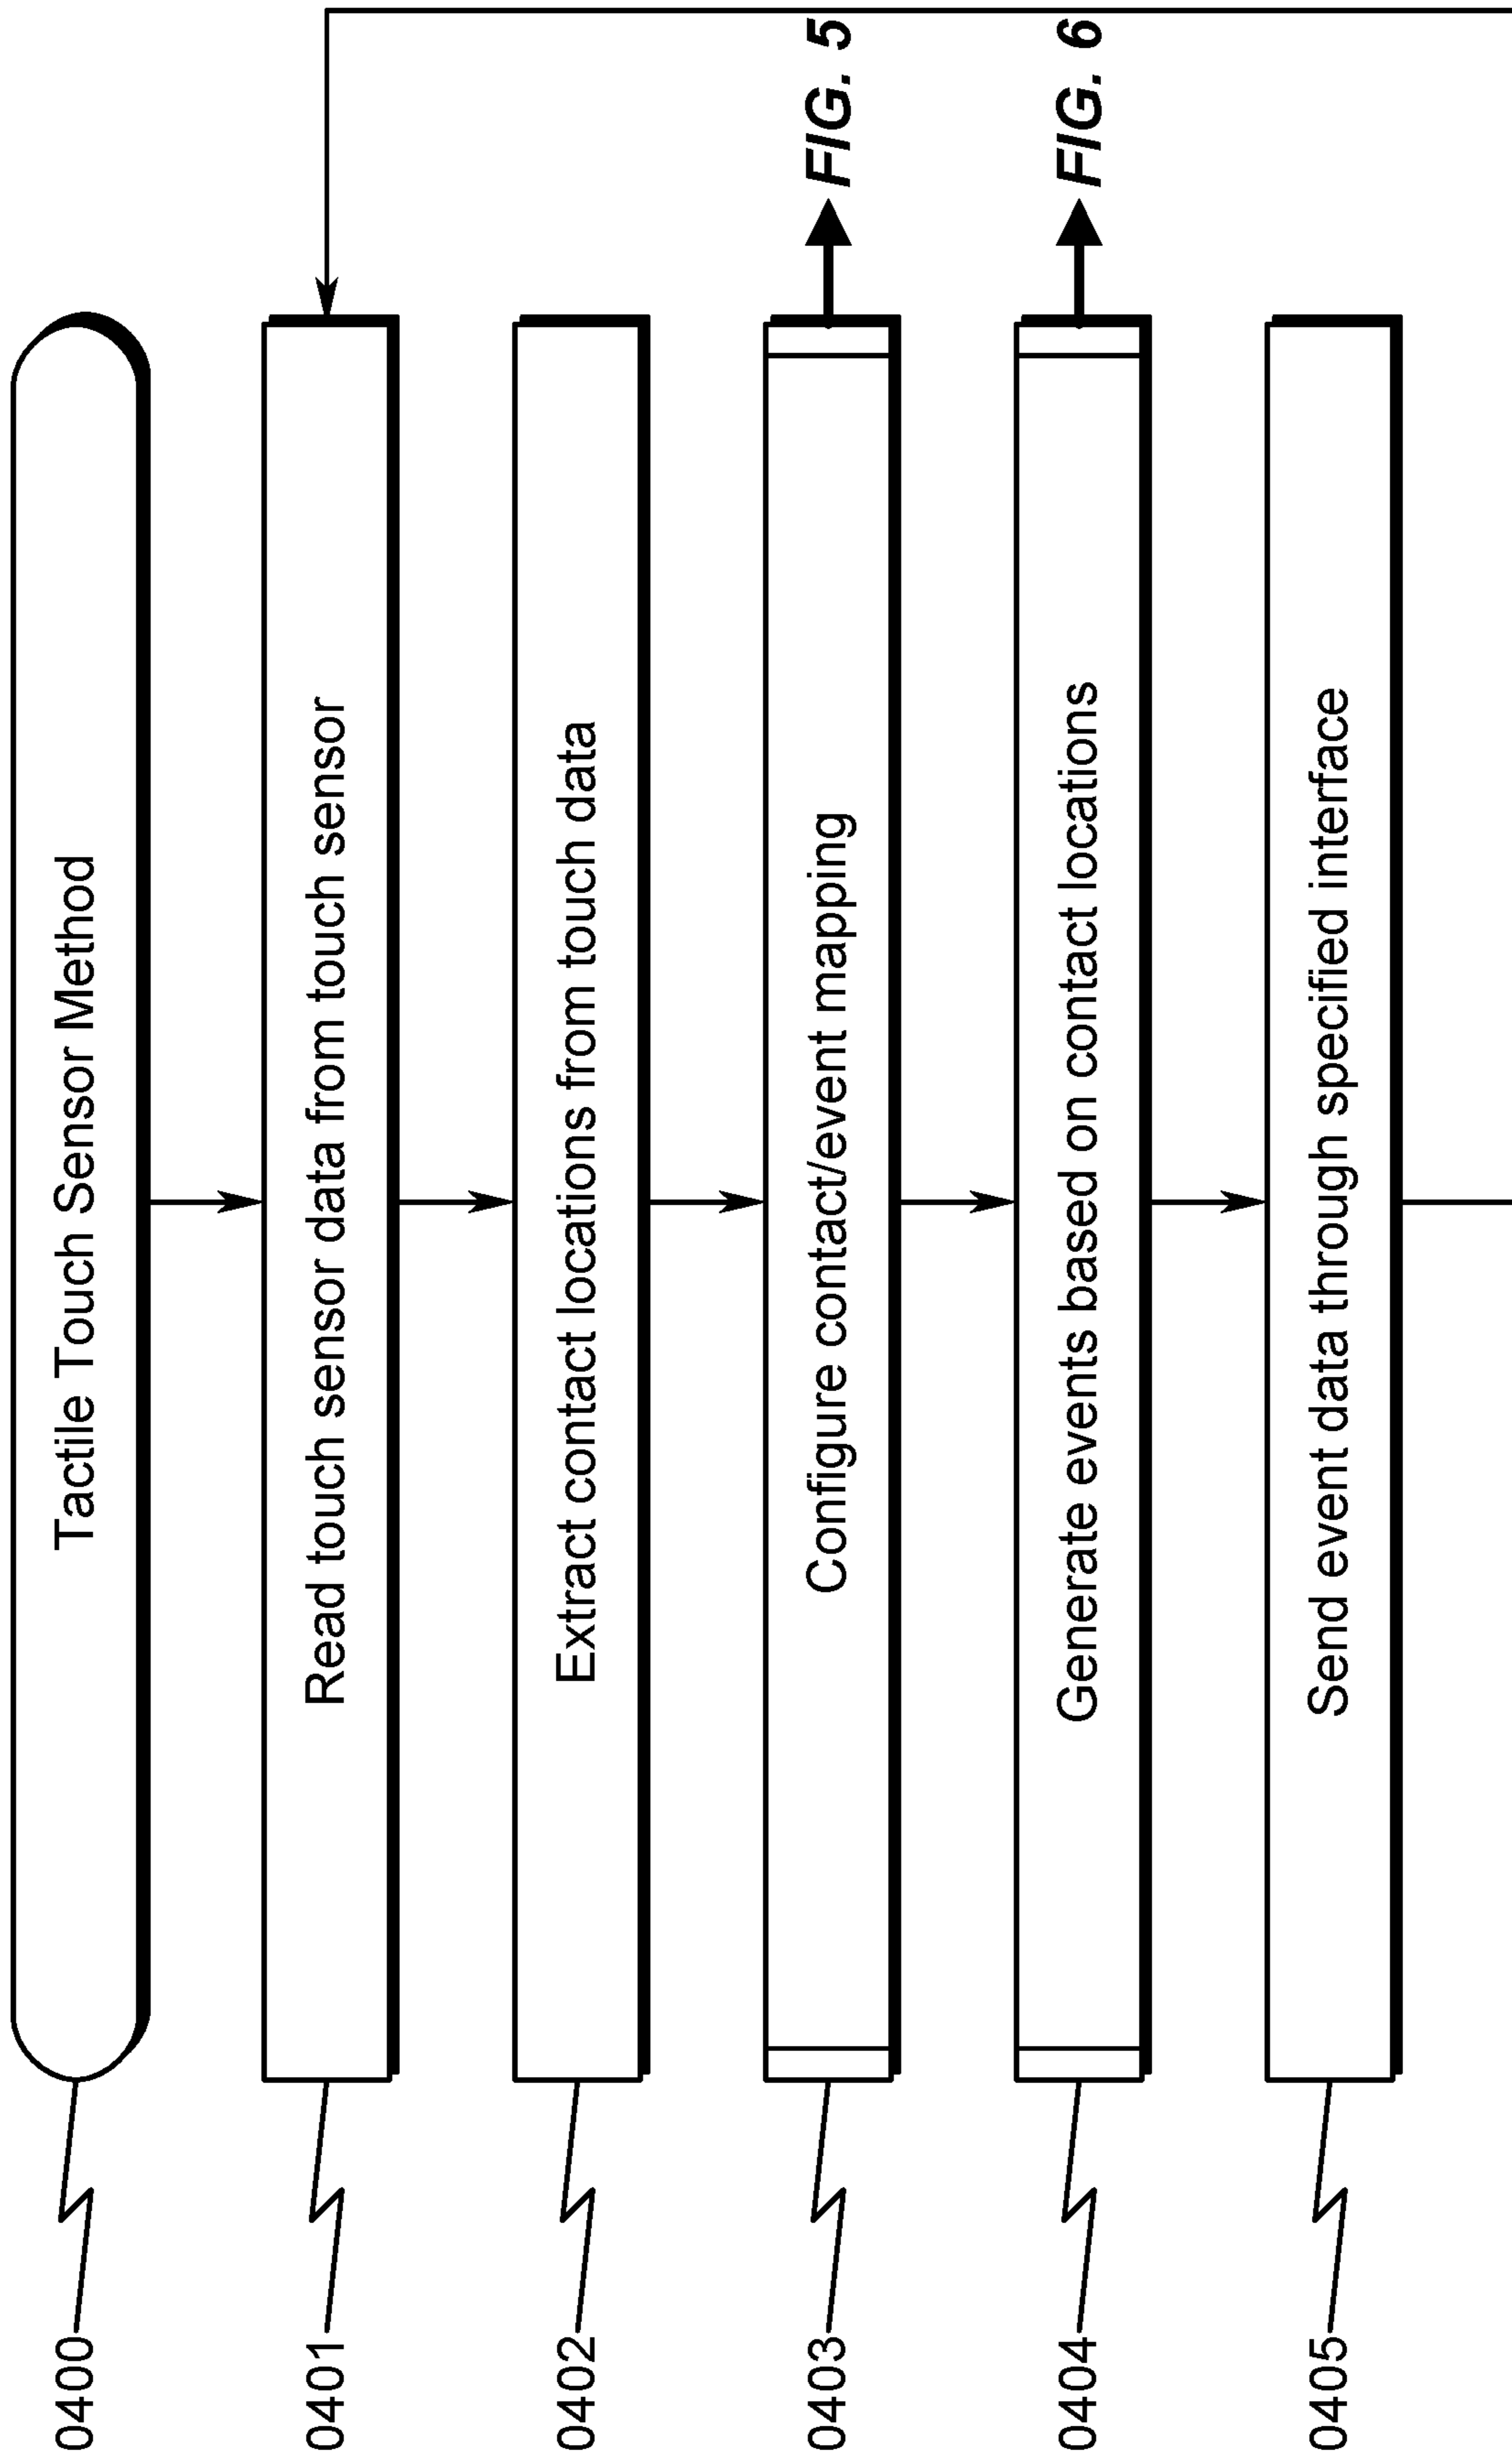 0400
Tactile Touch Sensor Method
0401
Read touch sensor data from touch sensor
0402
Extract contact locations from touch data
0403
Configure contact/event mapping
FIG. 5
0404
Generate events based on contact locations
FIG. 6
0405
Send event data through specified interface